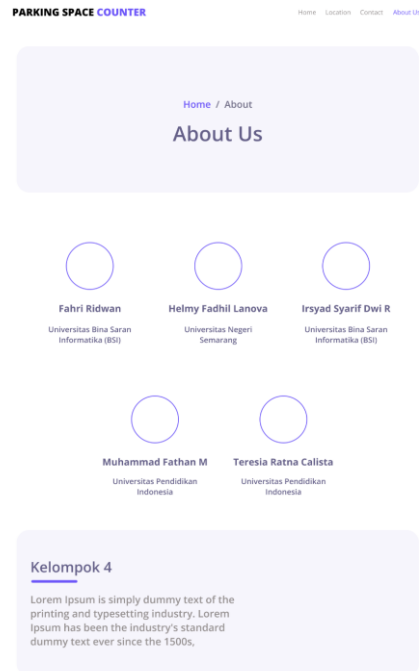 PARKING SPACE COUNTER
Home Location Contact About Us
Home / About
About Us
Fahri Ridwan
Universitas Bina Saran
Informatika (BSI)
Helmy Fadhil Lanova
Universitas Negeri
Semarang
Irsyad Syarif Dwi R
Universitas Bina Saran
Informatika (BSI)
Muhammad Fathan M
Universitas Pendidikan
Indonesia
Teresia Ratna Calista
Universitas Pendidikan
Indonesia
Kelompok 4
Lorem Ipsum is simply dummy text of the
printing and typesetting industry. Lorem
Ipsum has been the industry's standard
dummy text ever since the 1500s,